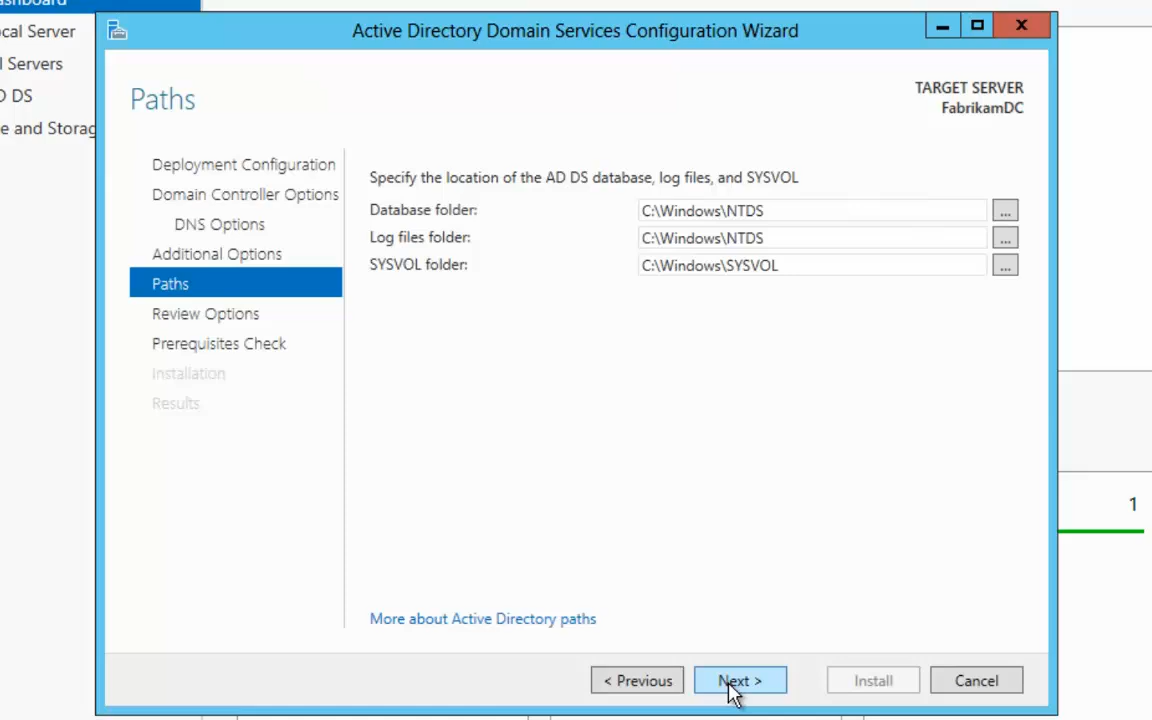 Active Directory Domain Services Configuration Wizard
Local Server
Servers
DS
and
Paths
TARGET SERVER
FabrikamDC
Deployment Configuration
Domain Controller Options
DNS Options
Additional Options
Paths
Review Options
Prerequisites Check
Installation
Results
Specify the location of the AD DS database, log files, and SYSVOL
Database folder:
C:\Windows\NTDS
...
Log files folder:
C:\Windows\NTDS
...
SYSVOL folder:
C:\Windows\SYSVOL
...
1
More about Active Directory paths
< Previous
Next >
Install
Cancel